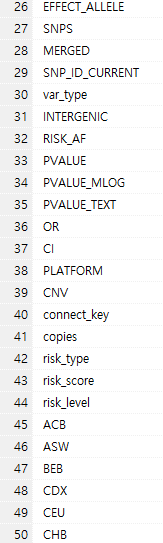 26 EFFECT_ALLELE
27 SNPS
28 MERGED
29 SNP_ID_CURRENT
30 var_type
31 INTERGENIC
32 RISK_AF
33 PVALUE
34 PVALUE_MLOG
35 PVALUE_TEXT
36 OR
37 CI
38 PLATFORM
39 CNV
40 connect_key
41 copies
42 risk_type
43 risk_score
44 risk_level
45 ACB
46 ASW
47 BEB
48 CDX
49 CEU
50 CHB